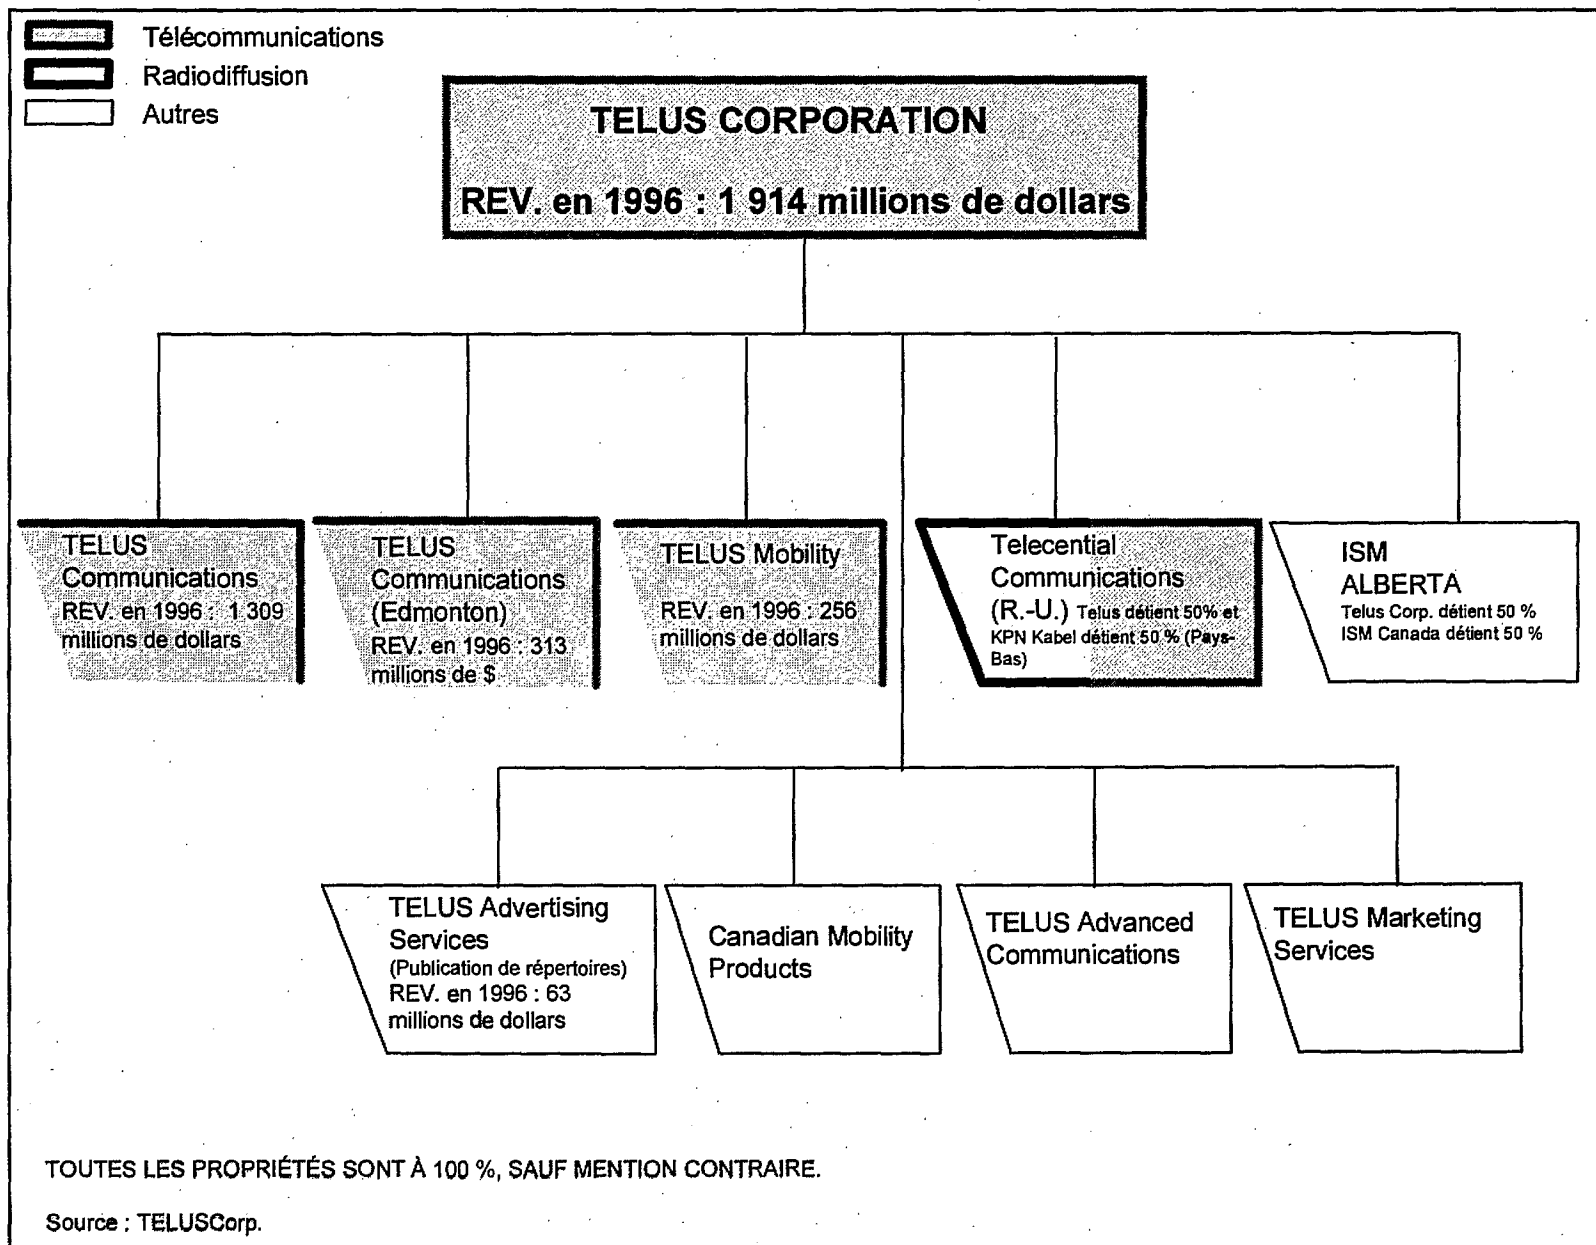 Télécommunications
Radiodiffusion
Autres
TELUS CORPORATION
REV. en 1996 : 1 914 millions de dollars
TELUS
Communications
REV. en 1996 : 1 309
millions de dollars
TELUS
Communications
(Edmonton)
REV. en 1996 : 313
millions de $
TELUS Mobility
REV. en 1996 : 256
millions de dollars
Telecential
Communications
(R.-U.) Telus détient 50% et
KPN Kabel détient 50 % (Pays-
Bas)
ISM
ALBERTA
Telus Corp. détient 50 %
ISM Canada détient 50 %
TELUS Advertising
Services
(Publication de répertoires)
REV. en 1996 : 63
millions de dollars
Canadian Mobility
Products
TELUS Advanced
Communications
TELUS Marketing
Services
TOUTES LES PROPRIÉTÉS SONT À 100 %, SAUF MENTION CONTRAIRE.
Source : TELUSCorp.